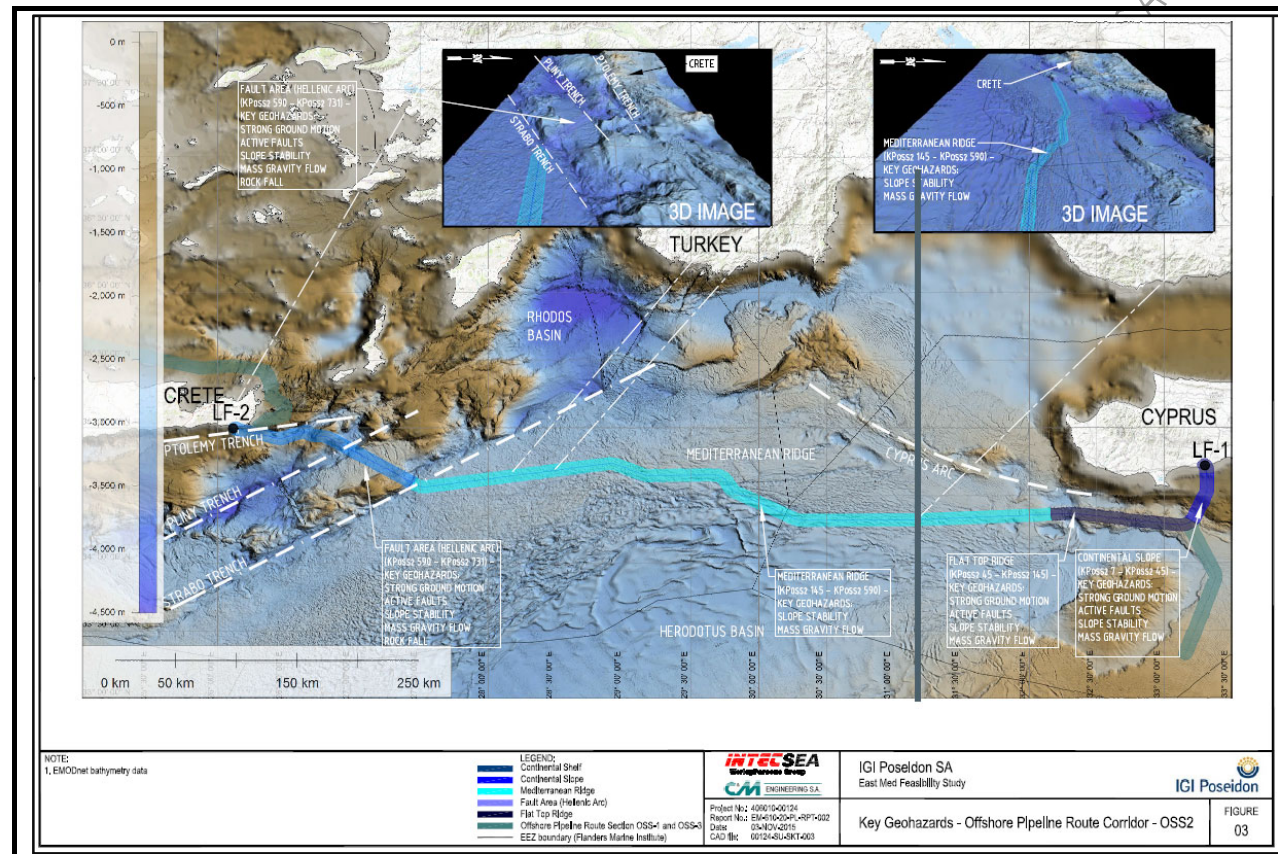 0 m
-500 m
-1,000 m
-1,500 m
-2,000 m
-2,500 m
-3,000 m
-3,500 m
-4,000 m
-4,500 m
FAULT AREA (HELLENIC ARC)
(KPoss2 590 - KPoss2 731) -
KEY GEOHAZARDS:
STRONG GROUND MOTION
ACTIVE FAULTS
SLOPE STABILITY
MASS GRAVITY FLOW
ROCK FALL
PLINY TRENCH
PTOLEMY TRENCH
STRABO TRENCH
CRETE
3D IMAGE
CRETE
MEDITERRANEAN RIDGE
(KPoss2 145 - KPoss2 590) -
KEY GEOHAZARDS:
SLOPE STABILITY
MASS GRAVITY FLOW
3D IMAGE
TURKEY
RHODOS
BASIN
CRETE
LF-2
PTOLEMY TRENCH
PLINY TRENCH
STRABO TRENCH
MEDITERRANEAN RIDGE
CYPRUS ARC
CYPRUS
LF-1
FAULT AREA (HELLENIC ARC)
(KPoss2 590 - KPoss2 731) -
KEY GEOHAZARDS:
STRONG GROUND MOTION
ACTIVE FAULTS
SLOPE STABILITY
MASS GRAVITY FLOW
ROCK FALL
MEDITERRANEAN RIDGE
(KPoss2 145 - KPoss2 590) -
KEY GEOHAZARDS:
SLOPE STABILITY
MASS GRAVITY FLOW
FLAT TOP RIDGE
(KPoss2 45 - KPoss2 145) -
KEY GEOHAZARDS:
STRONG GROUND MOTION
ACTIVE FAULTS
SLOPE STABILITY
MASS GRAVITY FLOW
CONTINENTAL SLOPE
(KPoss2 7 - KPoss2 45) -
KEY GEOHAZARDS:
STRONG GROUND MOTION
ACTIVE FAULTS
SLOPE STABILITY
MASS GRAVITY FLOW
HERODOTUS BASIN
0 km 50 km 150 km 250 km
NOTE:
1, EMODnet bathymetry data
LEGEND:
Continental Shelf
Continental Slope
Mediterranean Ridge
Fault Area (Hellenic Arc)
Flat Top Ridge
Offshore Pipeline Route Section OSS-1 and OSS-3
EEZ boundary (Flanders Marine Institute)
INTECSEA
WorleyParsons Group
C&M ENGINEERING S.A.
Project No.: 406010-00124
Report No.: EM-610-20-PL-RPT-002
Date: 03-NOV-2015
CAD file: 00124-SU-SKT-003
IGI Poseidon SA
East Med Feasibility Study
IGI Poseidon
Key Geohazards - Offshore Pipeline Route Corridor - OSS2
FIGURE
03